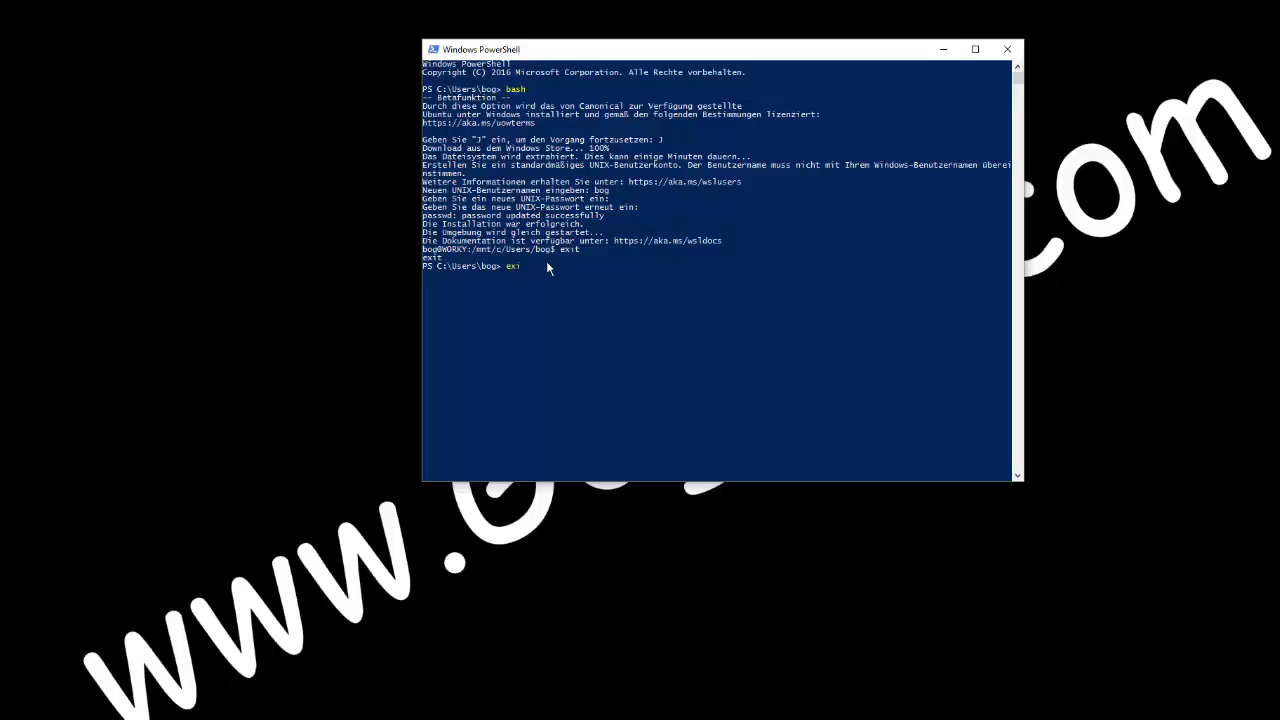 Windows PowerShell
Windows PowerShell
Copyright (C) 2016 Microsoft Corporation. Alle Rechte vorbehalten.
PS C:\Users\bog> bash
-- Betafunktion --
Durch diese Option wird das von Canonical zur Verfügung gestellte
Ubuntu unter Windows installiert und gemäß den folgenden Bestimmungen lizenziert:
https://aka.ms/uowterms
Geben Sie "J" ein, um den Vorgang fortzusetzen: J
Download aus dem Windows Store... 100%
Das Dateisystem wird extrahiert. Dies kann einige Minuten dauern...
Erstellen Sie ein standardmäßiges UNIX-Benutzerkonto. Der Benutzername muss nicht mit Ihrem Windows-Benutzernamen überei
nstimmen.
Weitere Informationen erhalten Sie unter: https://aka.ms/wslusers
Neuen UNIX-Benutzernamen eingeben: bog
Geben Sie ein neues UNIX-Passwort ein:
Geben Sie das neue UNIX-Passwort erneut ein:
passwd: password updated successfully
Die Installation war erfolgreich.
Die Umgebung wird gleich gestartet...
Die Dokumentation ist verfügbar unter: https://aka.ms/wsldocs
bog@WORKY:/mnt/c/Users/bog$ exit
exit
PS C:\Users\bog> exi
www.
com